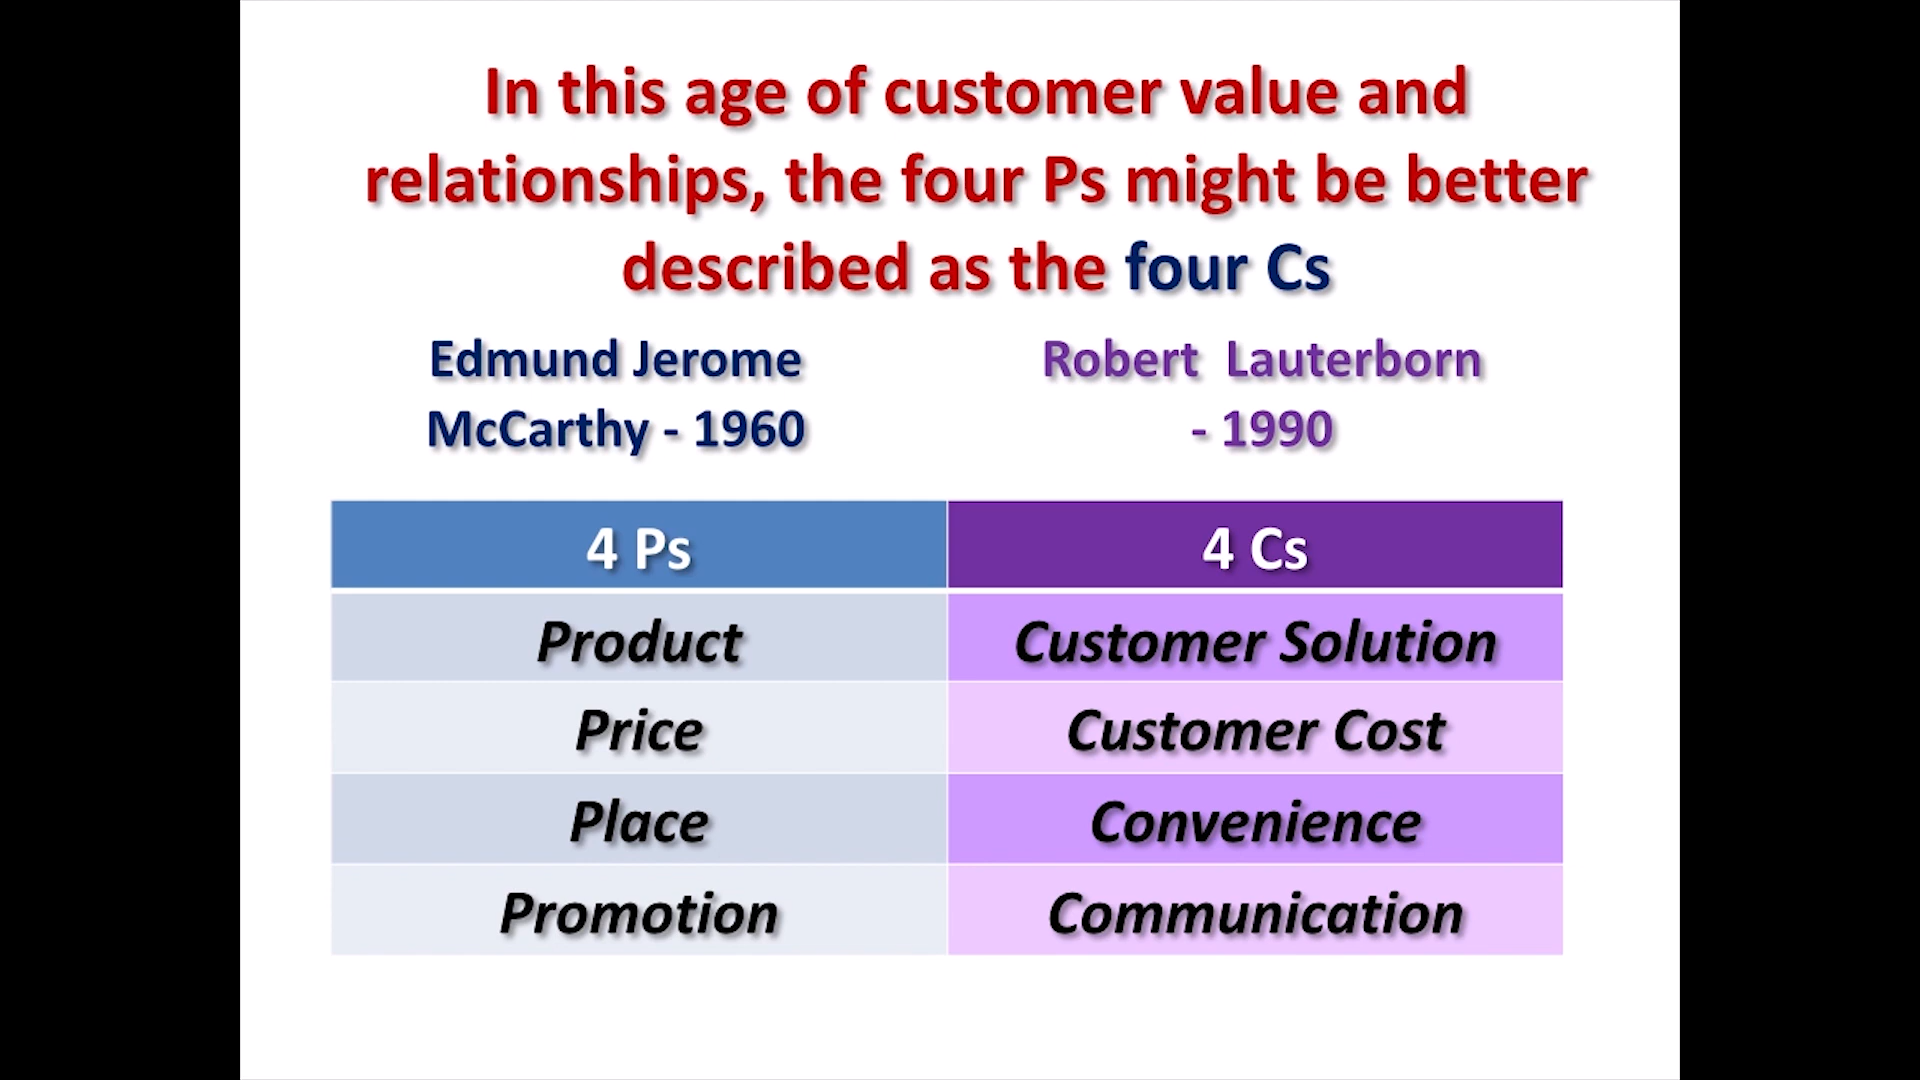 In this age of customer value and
relationships, the four Ps might be better
described as the four Cs
Edmund Jerome
McCarthy - 1960
Robert Lauterborn
- 1990
4 Ps
4 Cs
Product
Customer Solution
Price
Customer Cost
Place
Convenience
Promotion
Communication